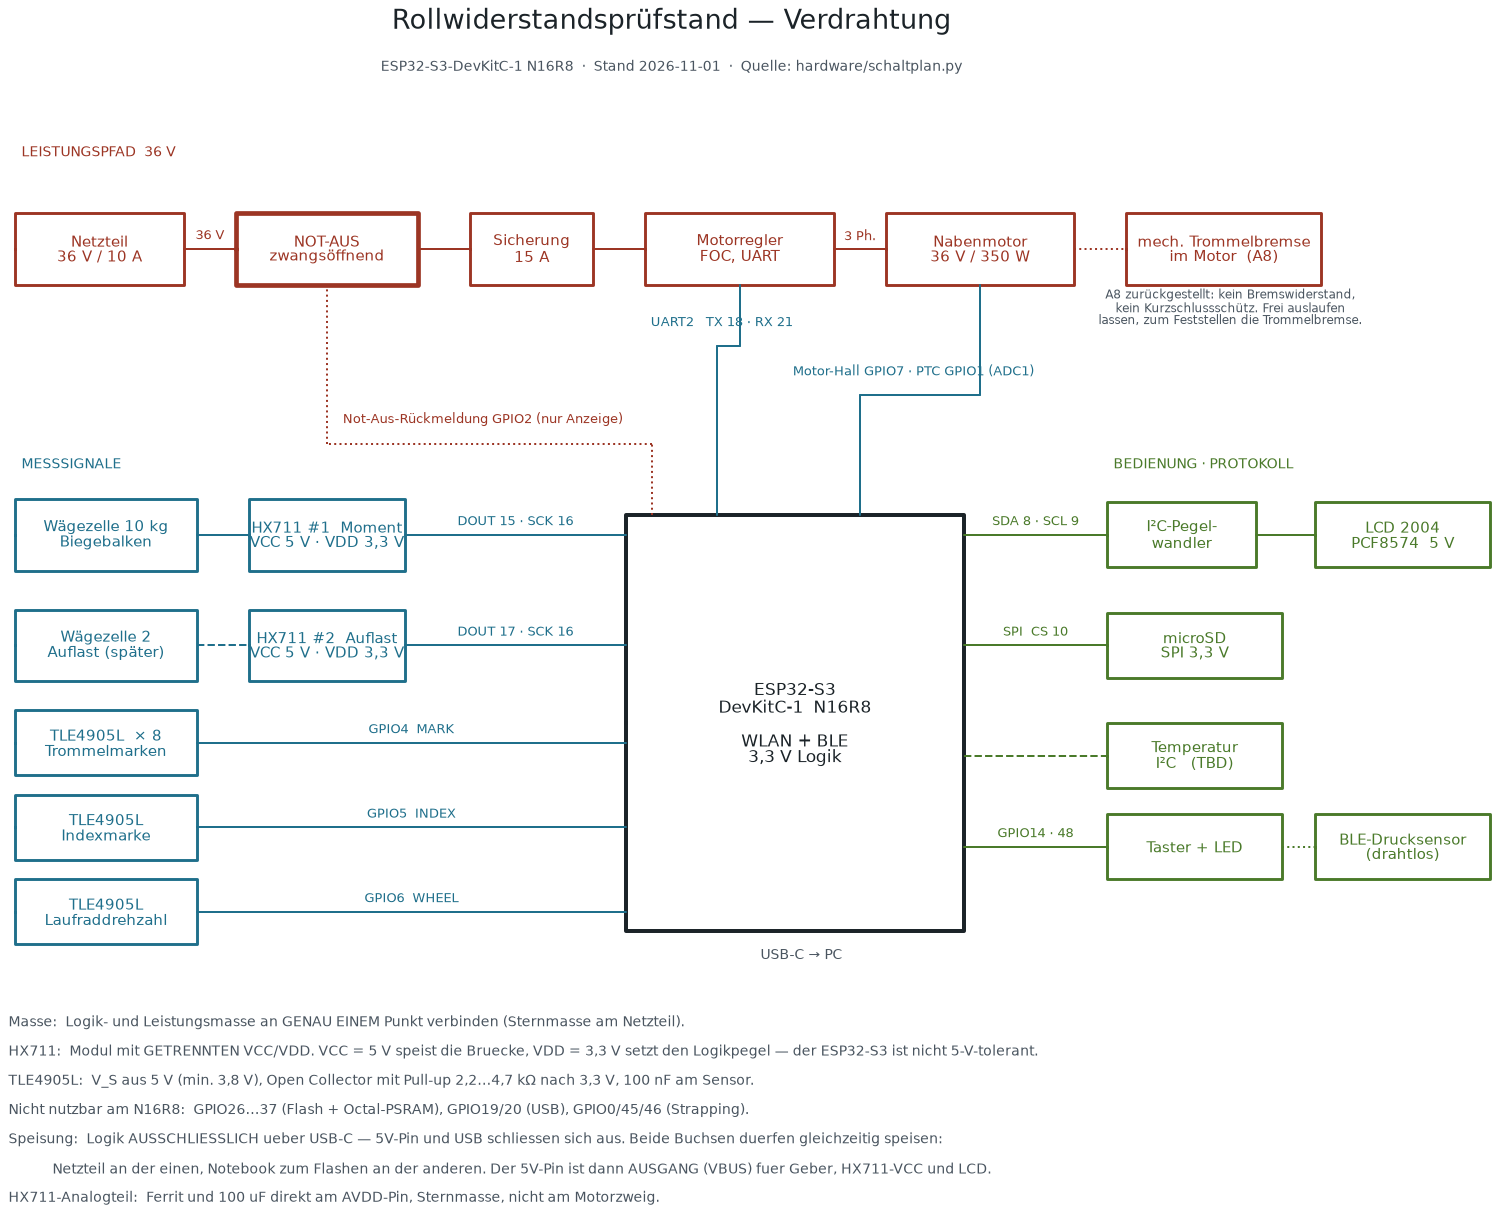 Rollwiderstandsprüfstand — Verdrahtung
ESP32-S3-DevKitC-1 N16R8 · Stand 2026-11-01 · Quelle: hardware/schaltplan.py
LEISTUNGSPFAD 36 V
Netzteil
36 V / 10 A
36 V
NOT-AUS
zwangsöffnend
Sicherung
15 A
Motorregler
FOC, UART
3 Ph.
Nabenmotor
36 V / 350 W
mech. Trommelbremse
im Motor (A8)
A8 zurückgestellt: kein Bremswiderstand,
kein Kurzschlussschütz. Frei auslaufen
lassen, zum Feststellen die Trommelbremse.
UART2 TX 18 · RX 21
Motor-Hall GPIO7 · PTC GPIO1 (ADC1)
Not-Aus-Rückmeldung GPIO2 (nur Anzeige)
MESSSIGNALE
BEDIENUNG · PROTOKOLL
Wägezelle 10 kg
Biegebalken
HX711 #1 Moment
VCC 5 V · VDD 3,3 V
DOUT 15 · SCK 16
SDA 8 · SCL 9
I²C-Pegel-
wandler
LCD 2004
PCF8574 5 V
Wägezelle 2
Auflast (später)
HX711 #2 Auflast
VCC 5 V · VDD 3,3 V
DOUT 17 · SCK 16
SPI CS 10
microSD
SPI 3,3 V
ESP32-S3
DevKitC-1 N16R8
WLAN + BLE
3,3 V Logik
TLE4905L × 8
Trommelmarken
GPIO4 MARK
Temperatur
I²C (TBD)
TLE4905L
Indexmarke
GPIO5 INDEX
GPIO14 · 48
Taster + LED
BLE-Drucksensor
(drahtlos)
TLE4905L
Laufraddrehzahl
GPIO6 WHEEL
USB-C → PC
Masse: Logik- und Leistungsmasse an GENAU EINEM Punkt verbinden (Sternmasse am Netzteil).
HX711: Modul mit GETRENNTEN VCC/VDD. VCC = 5 V speist die Bruecke, VDD = 3,3 V setzt den Logikpegel — der ESP32-S3 ist nicht 5-V-tolerant.
TLE4905L: V_S aus 5 V (min. 3,8 V), Open Collector mit Pull-up 2,2…4,7 kΩ nach 3,3 V, 100 nF am Sensor.
Nicht nutzbar am N16R8: GPIO26…37 (Flash + Octal-PSRAM), GPIO19/20 (USB), GPIO0/45/46 (Strapping).
Speisung: Logik AUSSCHLIESSLICH ueber USB-C — 5V-Pin und USB schliessen sich aus. Beide Buchsen duerfen gleichzeitig speisen:
Netzteil an der einen, Notebook zum Flashen an der anderen. Der 5V-Pin ist dann AUSGANG (VBUS) fuer Geber, HX711-VCC und LCD.
HX711-Analogteil: Ferrit und 100 uF direkt am AVDD-Pin, Sternmasse, nicht am Motorzweig.